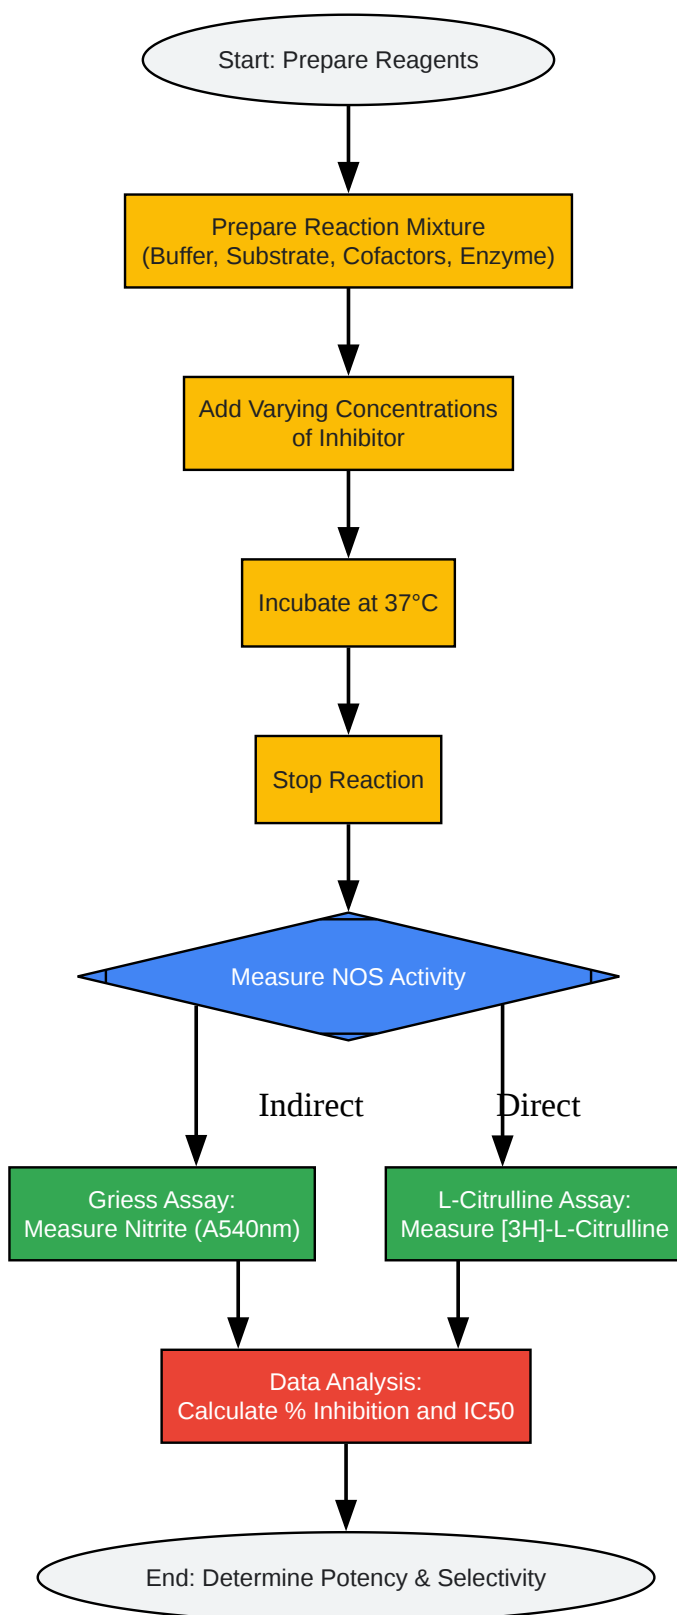 Start: Prepare Reagents
Prepare Reaction Mixture
(Buffer, Substrate, Cofactors, Enzyme)
Add Varying Concentrations
of Inhibitor
Incubate at 37°C
Stop Reaction
Measure NOS Activity
Indirect
Direct
Griess Assay:
Measure Nitrite (A540nm)
L-Citrulline Assay:
Measure [3H]-L-Citrulline
Data Analysis:
Calculate % Inhibition and IC50
End: Determine Potency & Selectivity